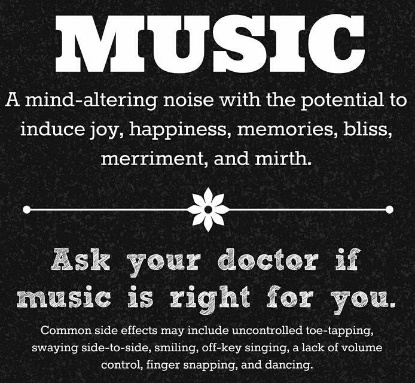 MUSIC
A mind-altering noise with the potential to
induce joy, happiness, memories, bliss,
merriment, and mirth.
Ask your doctor if
music is right for you.
Common side effects may include uncontrolled toe-tapping,
swaying side-to-side, smiling, off-key singing, a lack of volume
control, finger snapping, and dancing.